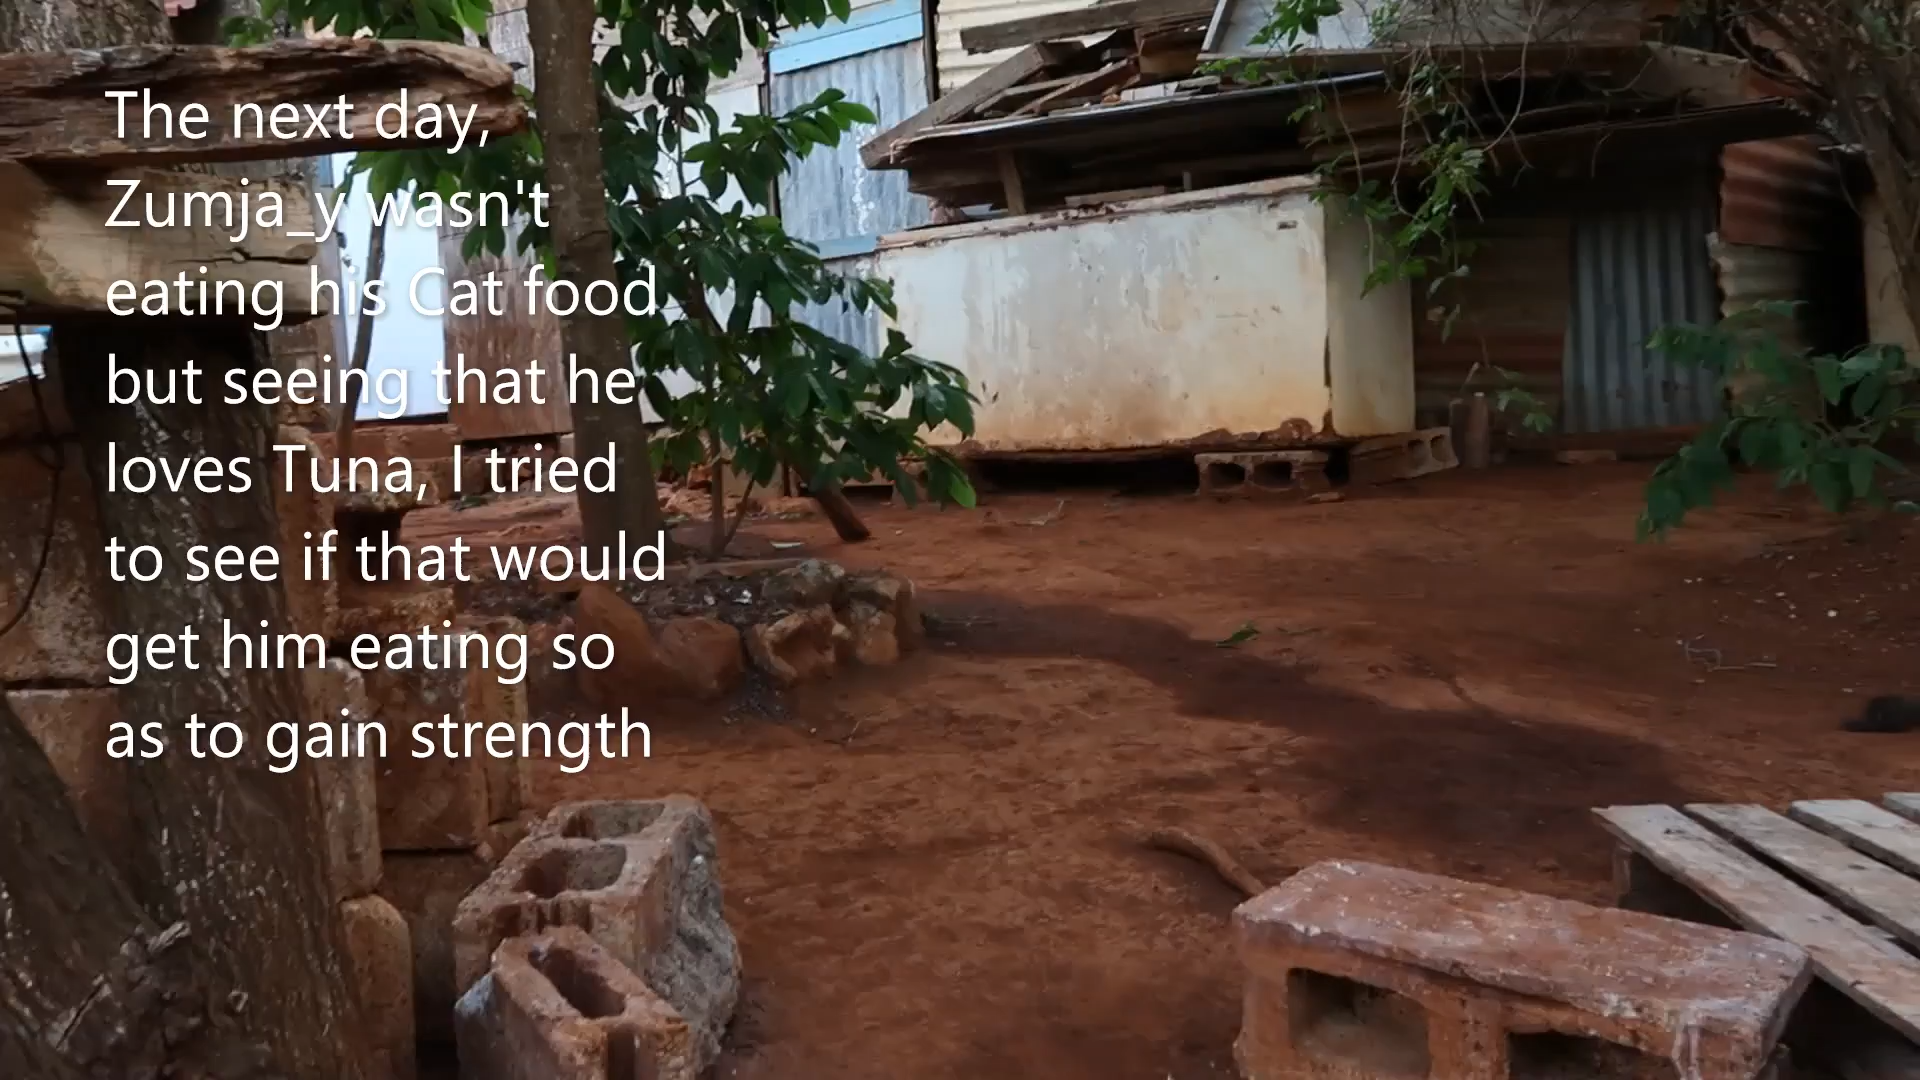 The next day,
Zumja_y wasn't
eating his Cat food
but seeing that he
loves Tuna, I tried
to see if that would
get him eating so
as to gain strength